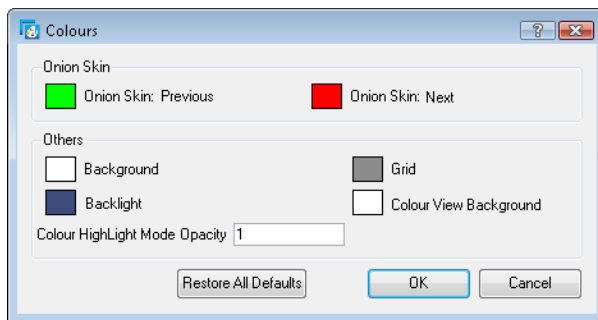 Colours
Onion Skin
Onion Skin: Previous Onion Skin: Next
Others
Background Grid
Backlight Colour View Background
Colour HighLight Mode Opacity 1
Restore All Defaults OK Cancel